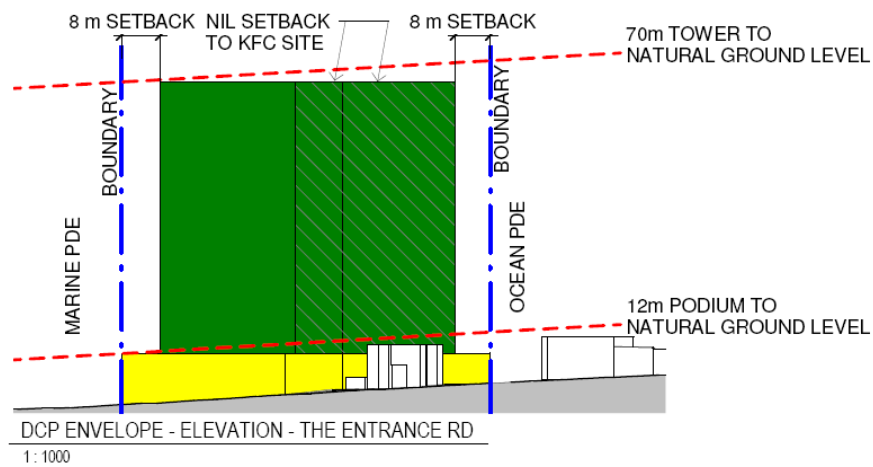 8 m SETBACK
NIL SETBACK
TO KFC SITE
8 m SETBACK
70m TOWER TO
NATURAL GROUND LEVEL
BOUNDARY
BOUNDARY
MARINE PDE
OCEAN PDE
12m PODIUM TO
NATURAL GROUND LEVEL
DCP ENVELOPE - ELEVATION - THE ENTRANCE RD
1 : 1000